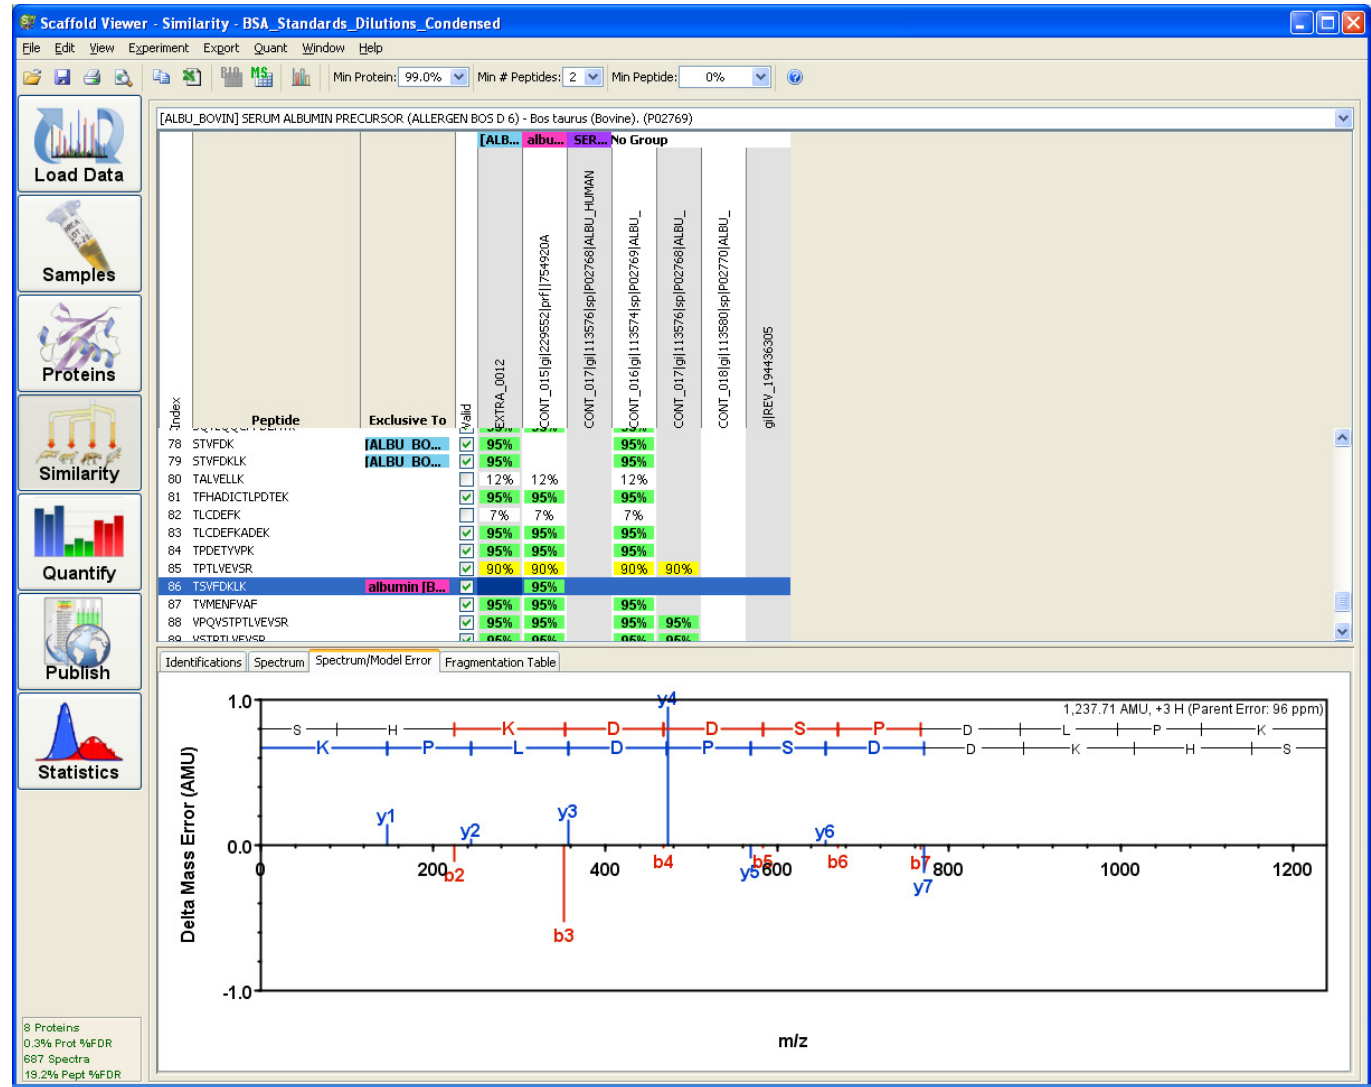 Scaffold Viewer - Similarity - BSA_Standards_Dilutions_Condensed
File Edit View Experiment Export Quant Window Help
BIO MS Min Protein: 99.0% Min # Peptides: 2 Min Peptide: 0%
Load Data
Samples
Proteins
Similarity
Quantify
Publish
Statistics
8 Proteins
0.3% Prot %FDR
687 Spectra
19.2% Pept %FDR
[ALBU_BOVIN] SERUM ALBUMIN PRECURSOR (ALLERGEN BOS D 6) - Bos taurus (Bovine). (P02769)
[ALB... albu... SER... No Group
Index Peptide Exclusive To Valid EXTRA_0012 CONT_015|gi|229552|prf||754920A CONT_017|gi|113576|sp|P02768|ALBU_HUMAN CONT_016|gi|113574|sp|P02769|ALBU_ CONT_017|gi|113576|sp|P02768|ALBU_ CONT_018|gi|113580|sp|P02770|ALBU_ gi|REV_194436305
78 STVFDK [ALBU_BO... 95% 95%
79 STVFDKLK [ALBU_BO... 95% 95%
80 TALVELLK 12% 12% 12%
81 TFHADICTLPDTEK 95% 95% 95%
82 TLCDEFK 7% 7% 7%
83 TLCDEFKADEK 95% 95% 95%
84 TPDETYVPK 95% 95% 95%
85 TPTLVEVSR 90% 90% 90% 90%
86 TSVFDKLK albumin [B... 95%
87 TVMENFVAF 95% 95% 95%
88 VPQVSTPTLVEVSR 95% 95% 95% 95%
89 VSTPTLVEVSR 95% 95% 95% 95%
Identifications Spectrum Spectrum/Model Error Fragmentation Table
1,237.71 AMU, +3 H (Parent Error: 96 ppm)
S H K D D S P D L P K
K P L D P S D D K H S
y1 y2 y3 y4 y5 y6 y7
b2 b3 b4 b5 b6 b7
1.0
0.0
-1.0
0 200 400 600 800 1000 1200
Delta Mass Error (AMU)
m/z